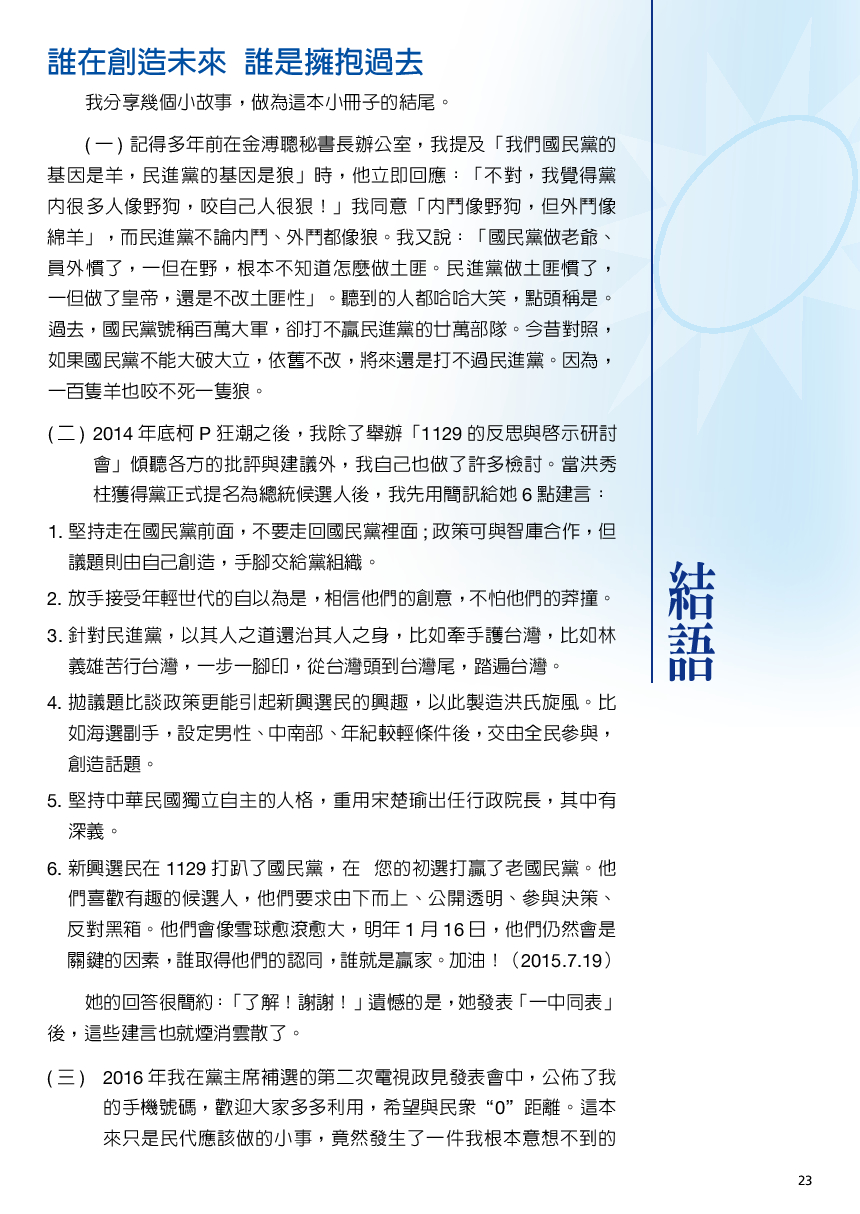 誰在創造未來 誰是擁抱過去
我分享幾個小故事，做為這本小冊子的結尾。
( 一 ) 記得多年前在金溥聰秘書長辦公室，我提及「我們國民黨的
基因是羊，民進黨的基因是狼」時，他立即回應：「不對，我覺得黨
內很多人像野狗，咬自己人很狠！」我同意「內鬥像野狗，但外鬥像
綿羊」，而民進黨不論內鬥、外鬥都像狼。我又說：「國民黨做老爺、
員外慣了，一但在野，根本不知道怎麼做土匪。民進黨做土匪慣了，
一但做了皇帝，還是不改土匪性」。聽到的人都哈哈大笑，點頭稱是。
過去，國民黨號稱百萬大軍，卻打不贏民進黨的廿萬部隊。今昔對照，
如果國民黨不能大破大立，依舊不改，將來還是打不過民進黨。因為，
一百隻羊也咬不死一隻狼。
( 二 ) 2014 年底柯 P 狂潮之後，我除了舉辦「1129 的反思與啓示研討
會」傾聽各方的批評與建議外，我自己也做了許多檢討。當洪秀
柱獲得黨正式提名為總統候選人後，我先用簡訊給她 6 點建言：
1. 堅持走在國民黨前面，不要走回國民黨裡面 ; 政策可與智庫合作，但
議題則由自己創造，手腳交給黨組織。
2. 放手接受年輕世代的自以為是，相信他們的創意，不怕他們的莽撞。
3. 針對民進黨，以其人之道還治其人之身，比如牽手護台灣，比如林
義雄苦行台灣，一步一腳印，從台灣頭到台灣尾，踏遍台灣。
4. 拋議題比談政策更能引起新興選民的興趣，以此製造洪氏旋風。比
如海選副手，設定男性、中南部、年紀較輕條件後，交由全民參與，
創造話題。
5. 堅持中華民國獨立自主的人格，重用宋楚瑜出任行政院長，其中有
深義。
6. 新興選民在 1129 打趴了國民黨，在 您的初選打贏了老國民黨。他
們喜歡有趣的候選人，他們要求由下而上、公開透明、參與決策、
反對黑箱。他們會像雪球愈滾愈大，明年 1 月 16 日，他們仍然會是
關鍵的因素，誰取得他們的認同，誰就是贏家。加油！（2015.7.19）
她的回答很簡約：「了解！謝謝！」遺憾的是，她發表「一中同表」
後，這些建言也就煙消雲散了。
( 三 ) 2016 年我在黨主席補選的第二次電視政見發表會中，公佈了我
的手機號碼，歡迎大家多多利用，希望與民衆“0”距離。這本
來只是民代應該做的小事，竟然發生了一件我根本意想不到的
結語
23